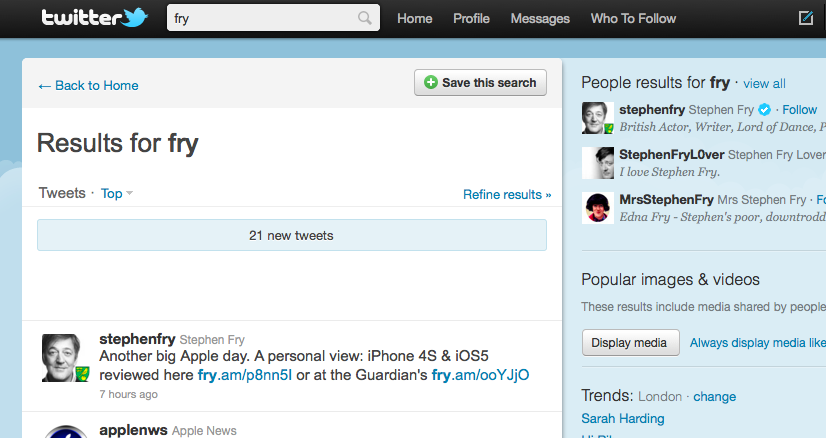 twitter
fry
Home
Profile
Messages
Who To Follow
← Back to Home
Save this search
Results for fry
Tweets · Top
Refine results »
21 new tweets
stephenfry Stephen Fry
Another big Apple day. A personal view: iPhone 4S & iOS5
reviewed here fry.am/p8nn5I or at the Guardian's fry.am/ooYJjO
7 hours ago
applenws Apple News
People results for fry · view all
stephenfry Stephen Fry · Follow
British Actor, Writer, Lord of Dance, P
StephenFryL0ver Stephen Fry Lover
I love Stephen Fry.
MrsStephenFry Mrs Stephen Fry · Fo
Edna Fry - Stephen's poor, downtrodd
Popular images & videos
These results include media shared by people
Display media
Always display media like
Trends: London · change
Sarah Harding